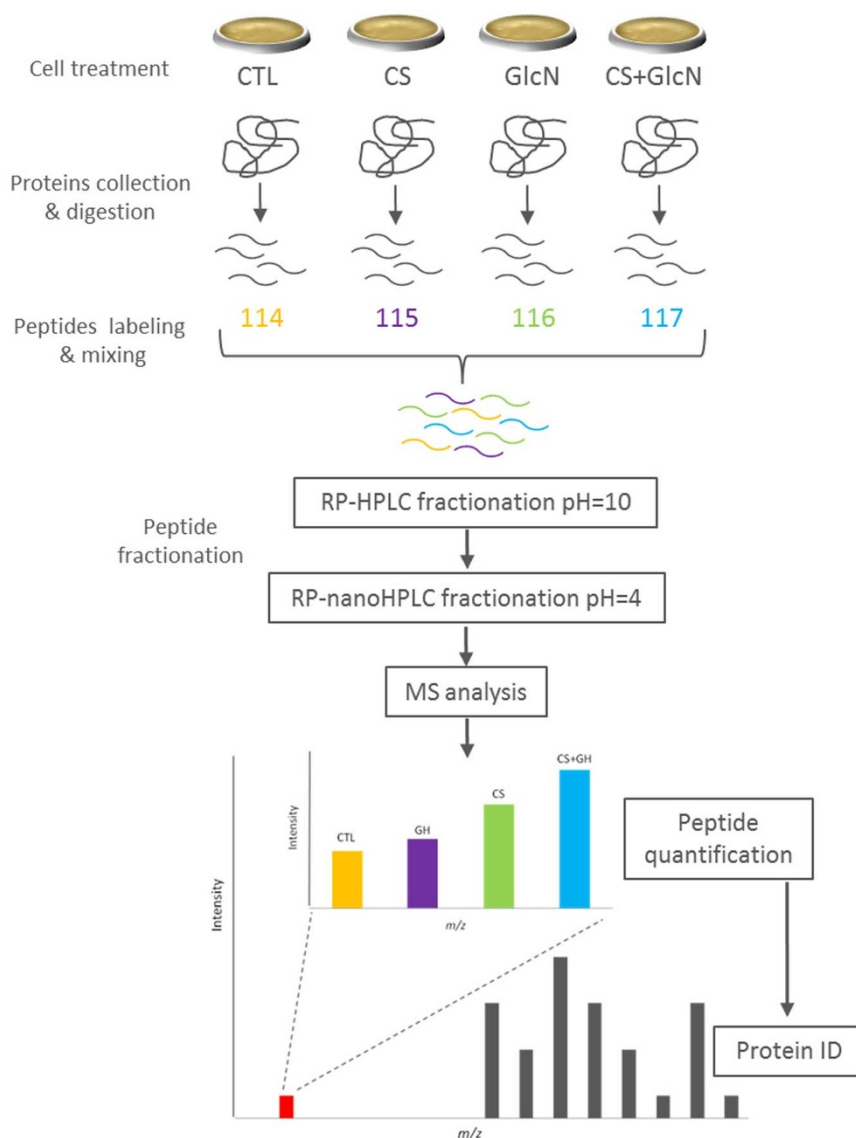 Cell treatment
CTL
CS
GlcN
CS+GlcN
Proteins collection
& digestion
Peptides labeling
& mixing
114
115
116
117
Peptide
fractionation
RP-HPLC fractionation pH=10
RP-nanoHPLC fractionation pH=4
MS analysis
Intensity
Intensity
CTL
GH
CS
CS+GH
m/z
Peptide
quantification
Protein ID
m/z